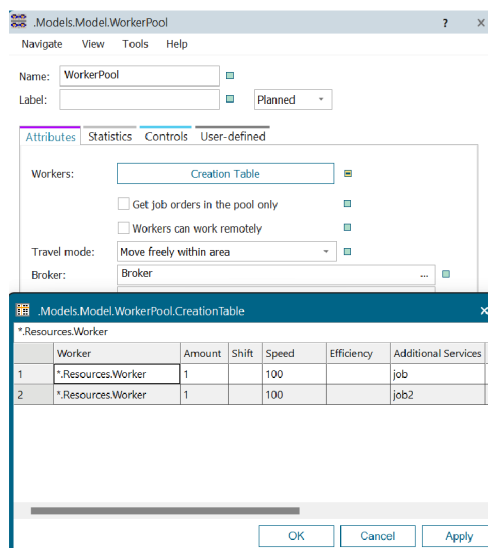 .Models.Model.WorkerPool ? ×
Navigate View Tools Help
Name: WorkerPool
Label: Planned
Attributes Statistics Controls User-defined
Workers: Creation Table
Get job orders in the pool only
Workers can work remotely
Travel mode: Move freely within area
Broker: Broker ...
.Models.Model.WorkerPool.CreationTable ×
*.Resources.Worker
Worker Amount Shift Speed Efficiency Additional Services
1 *.Resources.Worker 1 100 job
2 *.Resources.Worker 1 100 job2
OK Cancel Apply